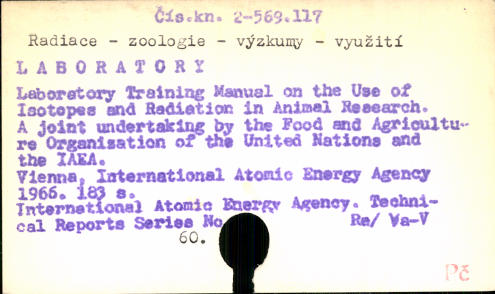 Čís.kn. 2-569.117
Radiace - zoologie - výzkumy - využití
LABORATORY
Laboratory Training Manual on the Use of
Isotopes and Radiation in Animal Research.
A joint undertaking by the Food and Agricultu-
re Organisation of the United Nations and
the IAEA.
Vienna, International Atomic Energy Agency
1966. 183 s.
International Atomic Energy Agency. Techni-
cal Reports Series No Re/ Va-V
60.
Pč